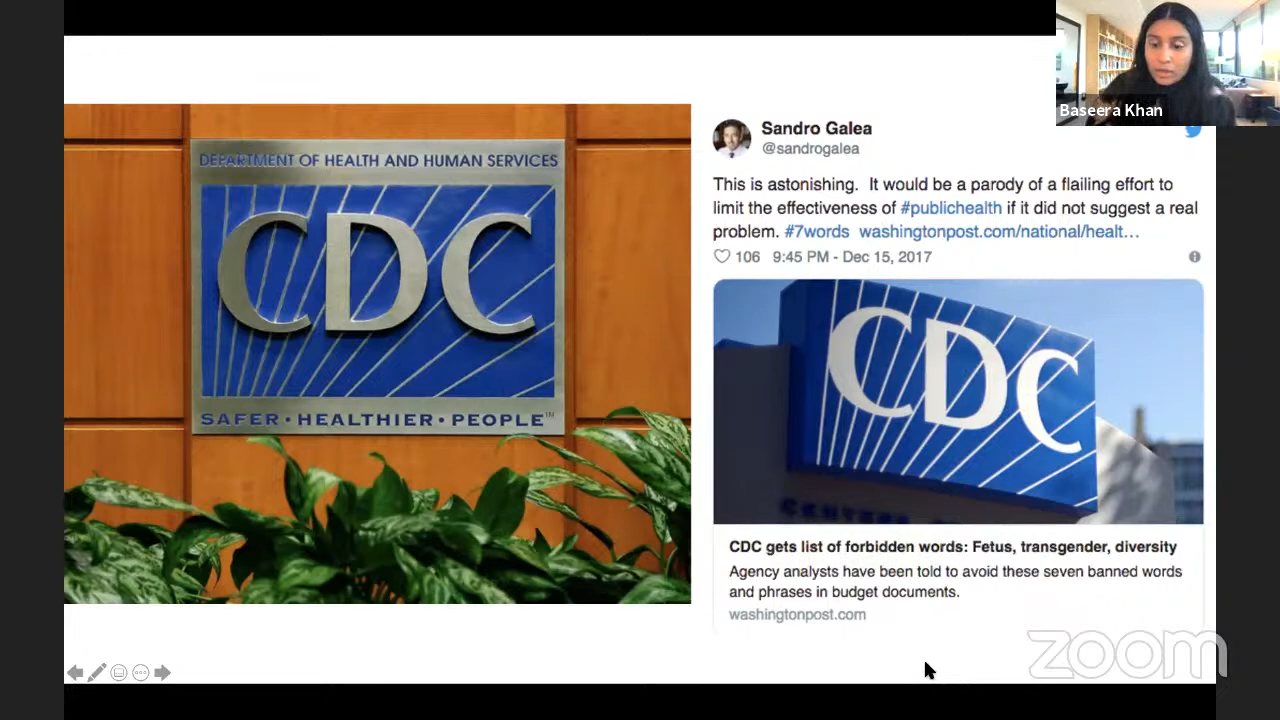 Baseera Khan
DEPARTMENT OF HEALTH AND HUMAN SERVICES
CDC
SAFER • HEALTHIER • PEOPLE™
Sandro Galea
@sandrogalea
This is astonishing. It would be a parody of a flailing effort to
limit the effectiveness of #publichealth if it did not suggest a real
problem. #7words washingtonpost.com/national/healt…
106 9:45 PM - Dec 15, 2017
CDC
CDC gets list of forbidden words: Fetus, transgender, diversity
Agency analysts have been told to avoid these seven banned words
and phrases in budget documents.
washingtonpost.com
zoom